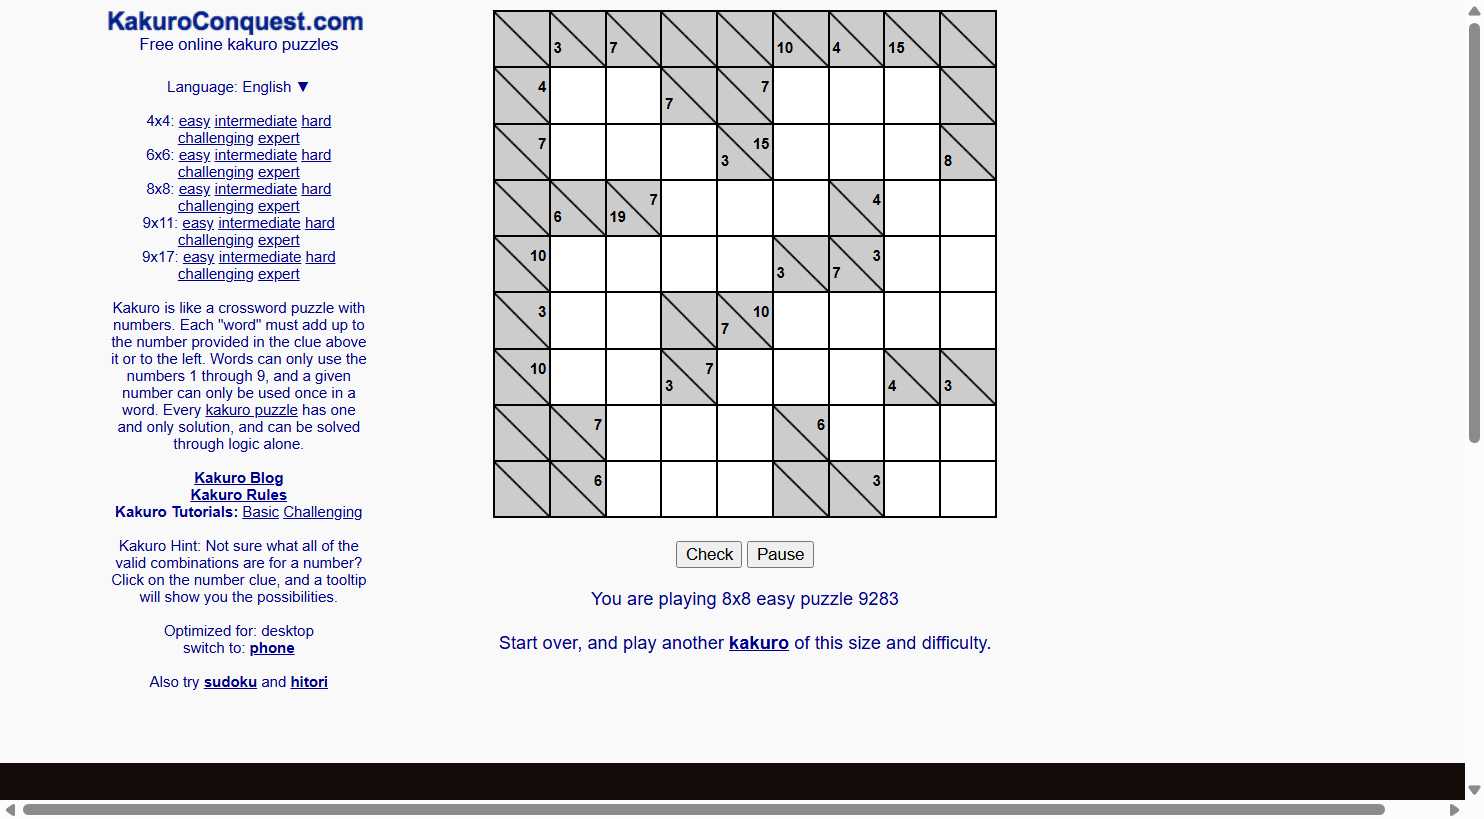 KakuroConquest.com
Free online kakuro puzzles
Language: English ▼
4x4: easy intermediate hard
challenging expert
6x6: easy intermediate hard
challenging expert
8x8: easy intermediate hard
challenging expert
9x11: easy intermediate hard
challenging expert
9x17: easy intermediate hard
challenging expert
Kakuro is like a crossword puzzle with
numbers. Each "word" must add up to
the number provided in the clue above
it or to the left. Words can only use the
numbers 1 through 9, and a given
number can only be used once in a
word. Every kakuro puzzle has one
and only solution, and can be solved
through logic alone.
Kakuro Blog
Kakuro Rules
Kakuro Tutorials: Basic Challenging
Kakuro Hint: Not sure what all of the
valid combinations are for a number?
Click on the number clue, and a tooltip
will show you the possibilities.
Optimized for: desktop
switch to: phone
Also try sudoku and hitori
3 7 10 4 15
4 7 7
7 3 15 8
6 19 7 4
10 3 7 3
3 7 10
10 3 7 4 3
7 6
6 3
Check Pause
You are playing 8x8 easy puzzle 9283
Start over, and play another kakuro of this size and difficulty.